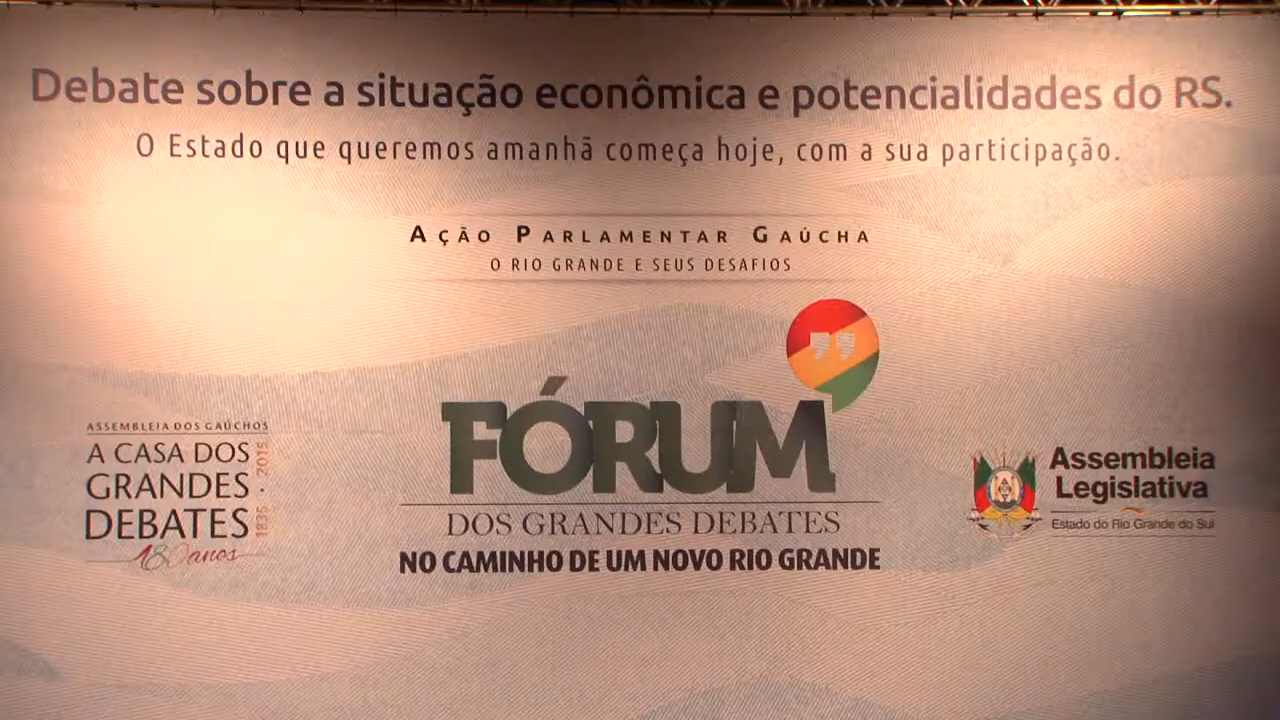 Debate sobre a situação econômica e potencialidades do RS.
O Estado que queremos amanhã começa hoje, com a sua participação.
AÇÃO PARLAMENTAR GAÚCHA
O RIO GRANDE E SEUS DESAFIOS
FÓRUM
DOS GRANDES DEBATES
NO CAMINHO DE UM NOVO RIO GRANDE
ASSEMBLEIA DOS GAÚCHOS
A CASA DOS
GRANDES
DEBATES
1835 · 2015
180 anos
Assembleia
Legislativa
Estado do Rio Grande do Sul